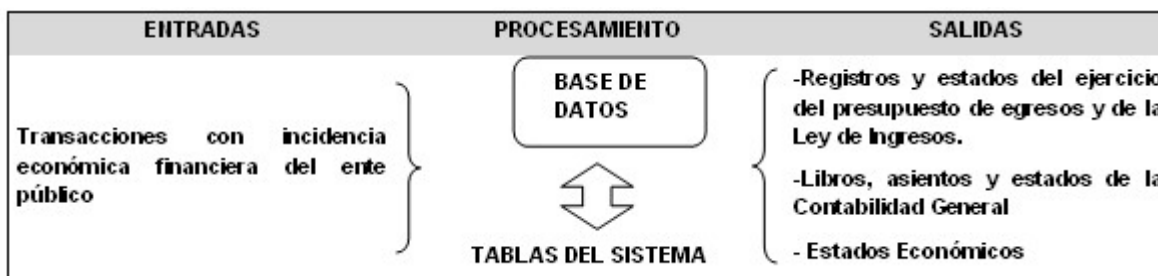 ENTRADAS PROCESAMIENTO SALIDAS
Transacciones con incidencia
económica financiera del ente
público
BASE DE
DATOS
TABLAS DEL SISTEMA
-Registros y estados del ejercicio
del presupuesto de egresos y de la
Ley de Ingresos.
-Libros, asientos y estados de la
Contabilidad General
- Estados Económicos